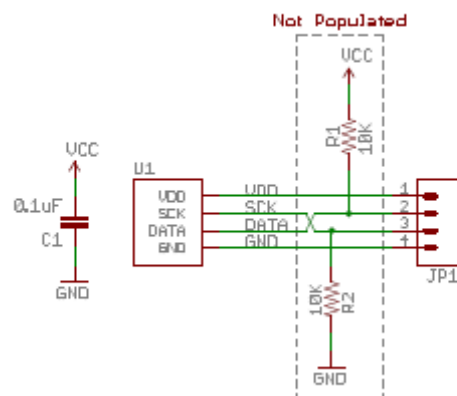 Not Populated
VCC
R1
10K
VCC
0.1uF
C1
GND
U1
VDD
SCK
DATA
GND
VDD
SCK
DATA
GND
1
2
3
4
JP1
10K
R2
GND